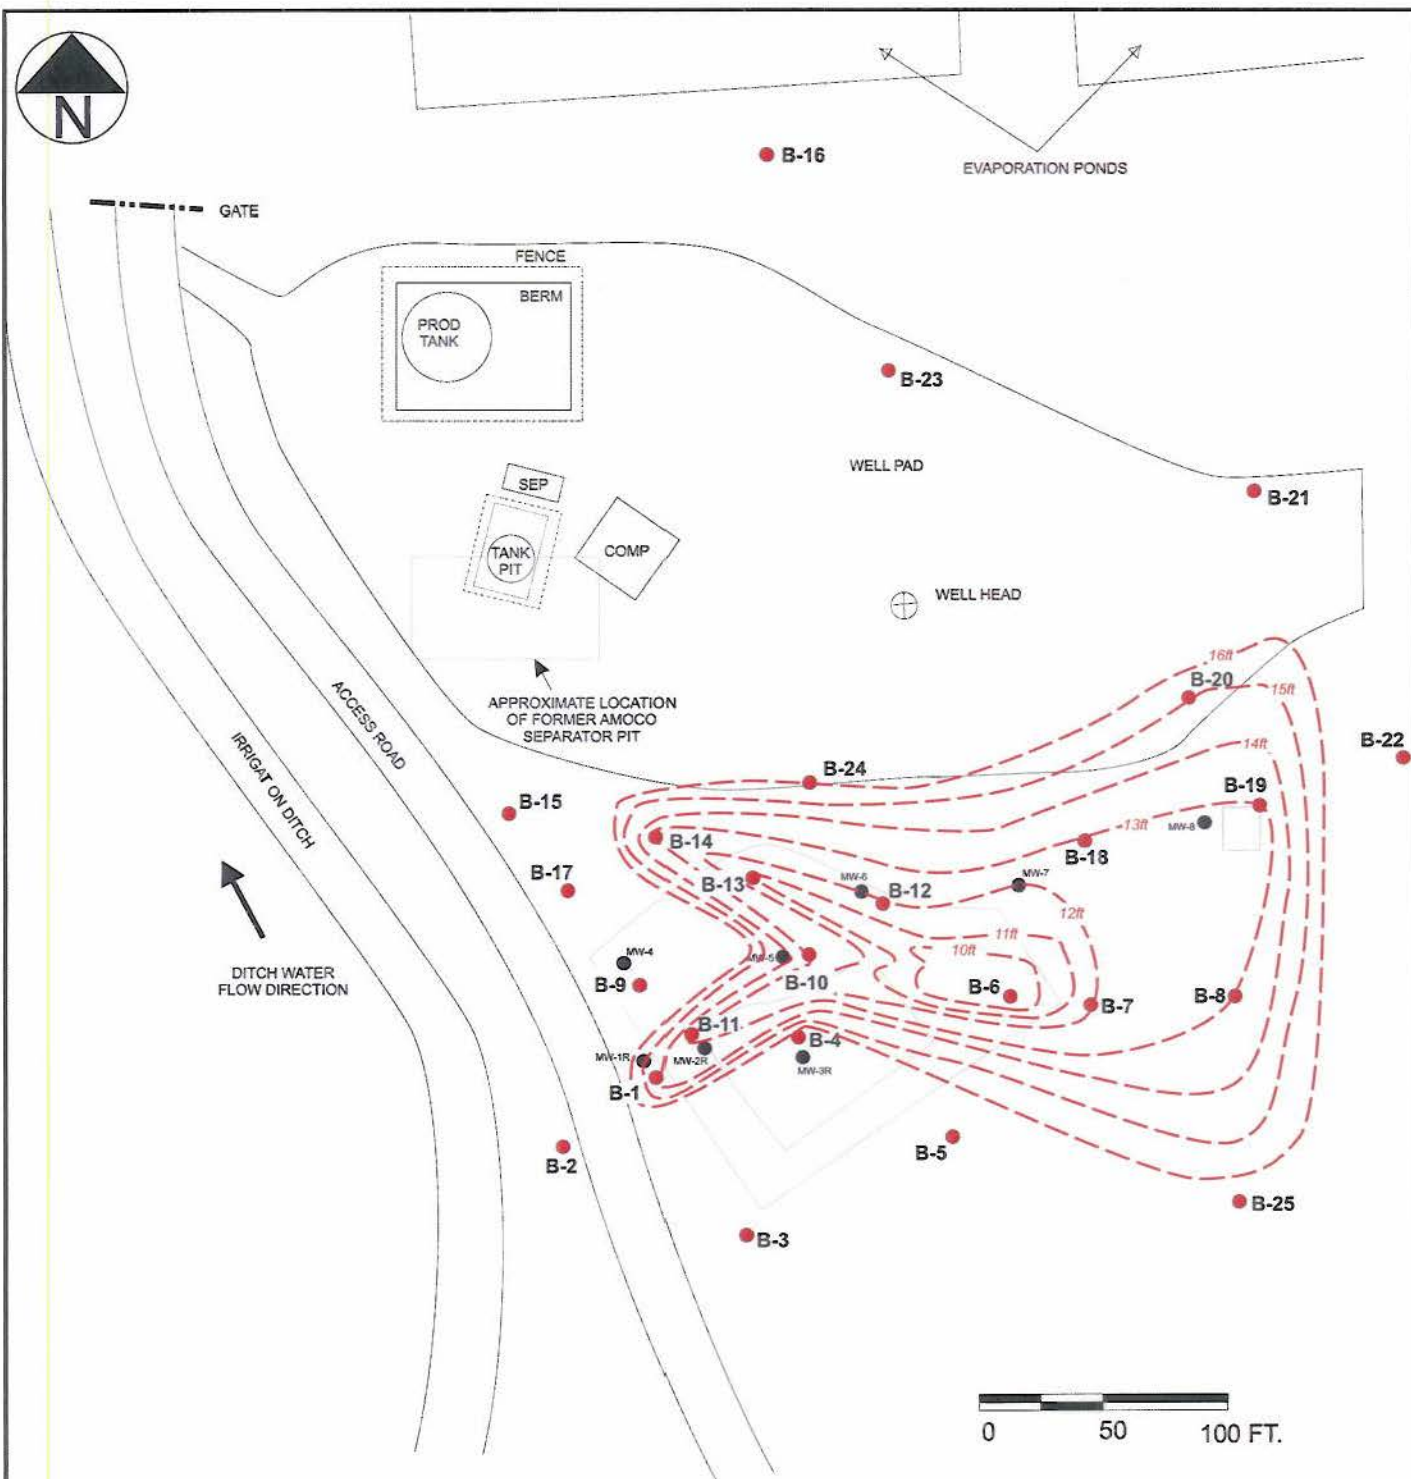 N
B-16
EVAPORATION PONDS
GATE
FENCE
BERM
PROD
TANK
B-23
WELL PAD
SEP
B-21
TANK
PIT
COMP
WELL HEAD
16ft
B-20
15ft
APPROXIMATE LOCATION
OF FORMER AMOCO
SEPARATOR PIT
ACCESS ROAD
IRRIGAT ON DITCH
14ft
B-22
B-24
B-15
B-19
13ft
MW-8
B-14
B-18
B-17
B-13
MW-6
B-12
MW-7
12ft
11ft
10ft
MW-4
MW-5
B-10
DITCH WATER
FLOW DIRECTION
B-9
B-6
B-7
B-8
B-11
B-4
MW-1R
MW-2R
MW-3R
B-1
B-2
B-5
B-25
B-3
0 50 100 FT.